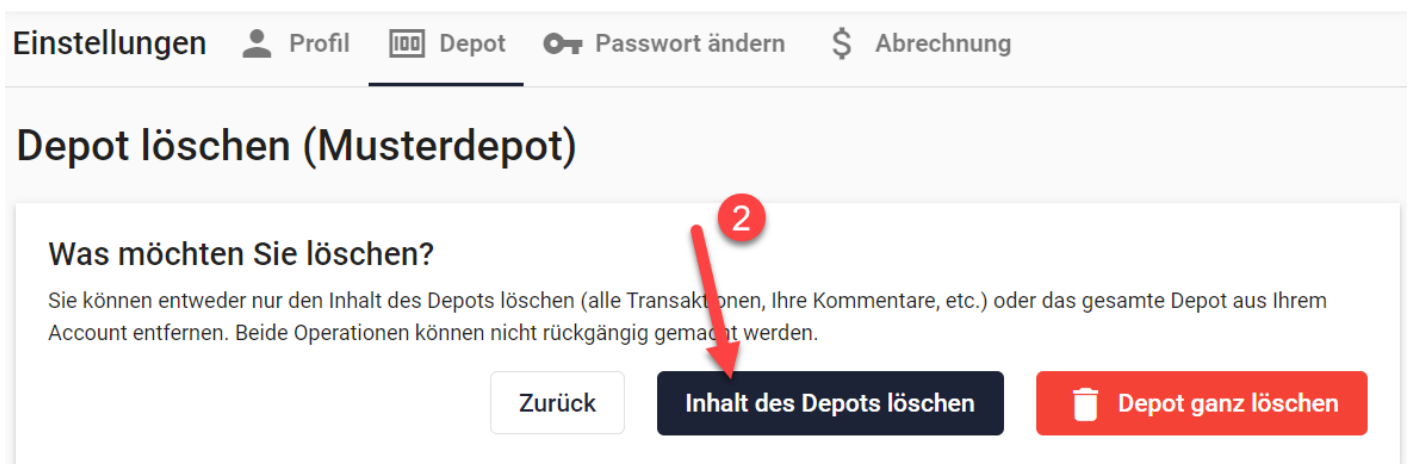 Einstellungen Profil Depot Passwort ändern Abrechnung
Depot löschen (Musterdepot)
2
Was möchten Sie löschen?
Sie können entweder nur den Inhalt des Depots löschen (alle Transaktionen, Ihre Kommentare, etc.) oder das gesamte Depot aus Ihrem
Account entfernen. Beide Operationen können nicht rückgängig gemacht werden.
Zurück Inhalt des Depots löschen Depot ganz löschen